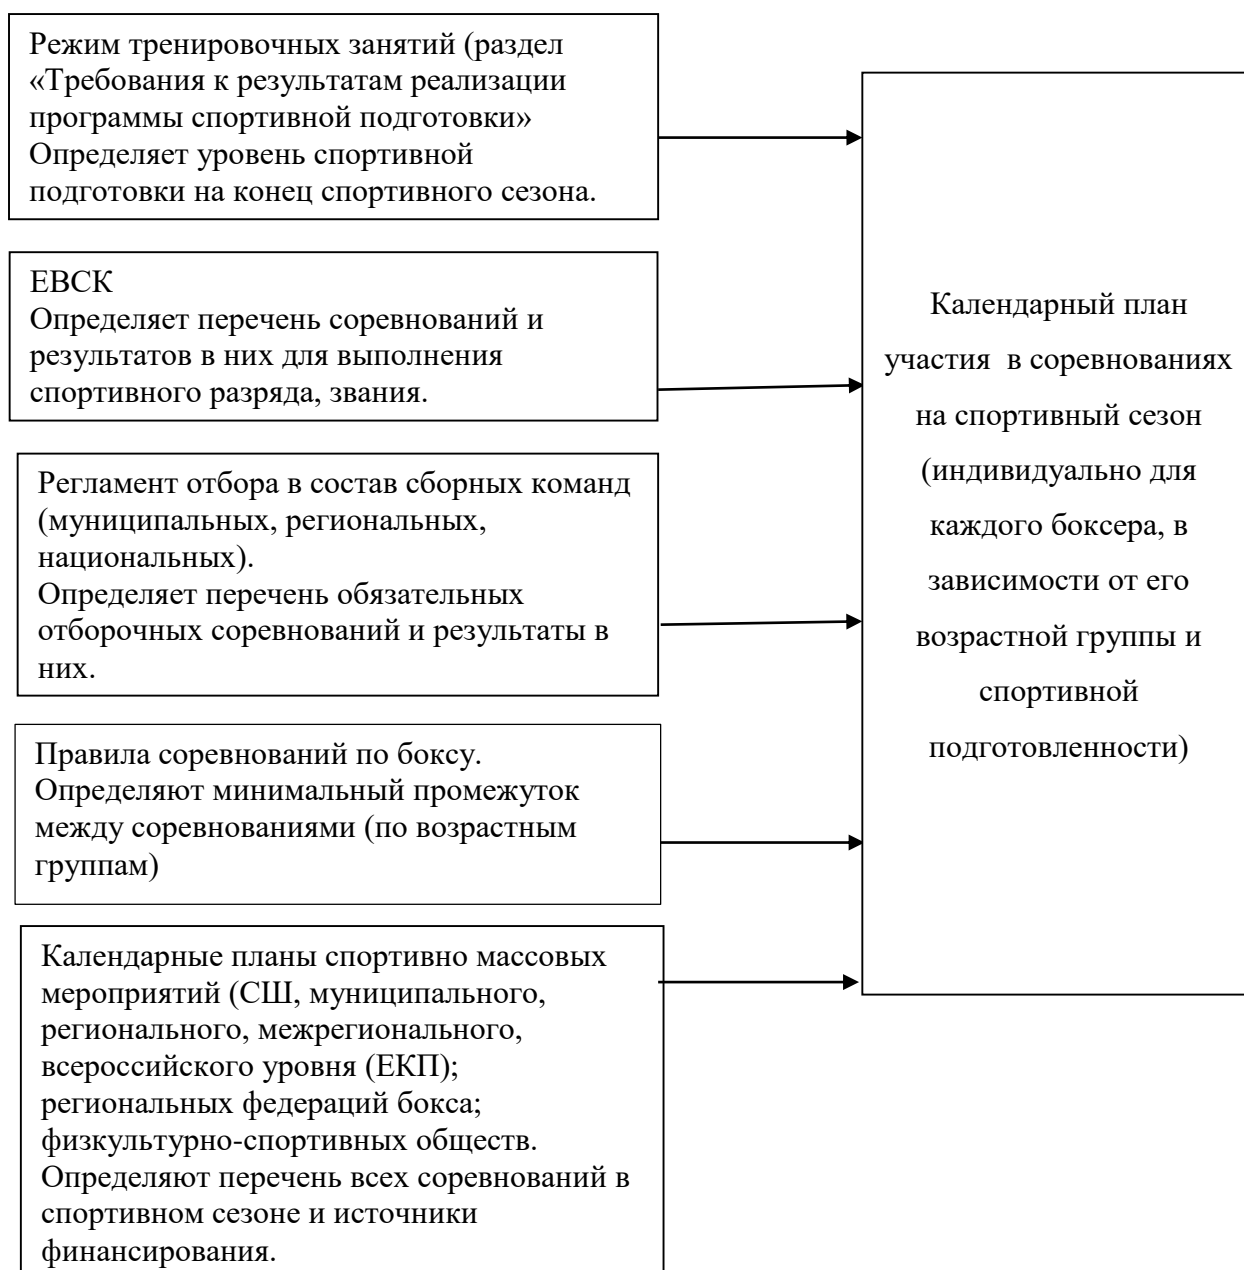 Режим тренировочных занятий (раздел
«Требования к результатам реализации
программы спортивной подготовки»
Определяет уровень спортивной
подготовки на конец спортивного сезона.
ЕВСК
Определяет перечень соревнований и
результатов в них для выполнения
спортивного разряда, звания.
Регламент отбора в состав сборных команд
(муниципальных, региональных,
национальных).
Определяет перечень обязательных
отборочных соревнований и результаты в
них.
Правила соревнований по боксу.
Определяют минимальный промежуток
между соревнованиями (по возрастным
группам)
Календарные планы спортивно массовых
мероприятий (СШ, муниципального,
регионального, межрегионального,
всероссийского уровня (ЕКП);
региональных федераций бокса;
физкультурно-спортивных обществ.
Определяют перечень всех соревнований в
спортивном сезоне и источники
финансирования.
Календарный план
участия в соревнованиях
на спортивный сезон
(индивидуально для
каждого боксера, в
зависимости от его
возрастной группы и
спортивной
подготовленности)